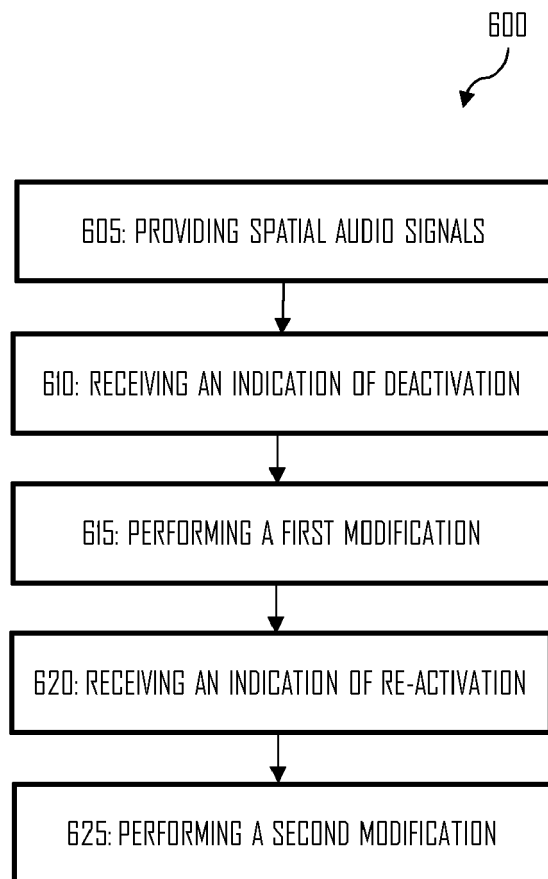 600
605: PROVIDING SPATIAL AUDIO SIGNALS
610: RECEIVING AN INDICATION OF DEACTIVATION
615: PERFORMING A FIRST MODIFICATION
620: RECEIVING AN INDICATION OF RE-ACTIVATION
625: PERFORMING A SECOND MODIFICATION